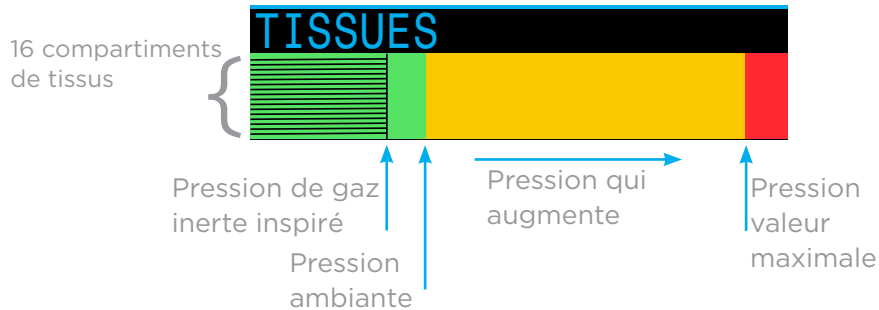 TISSUES
16 compartiments
de tissus
Pression de gaz
inerte inspiré
Pression
ambiante
Pression qui
augmente
Pression
valeur
maximale